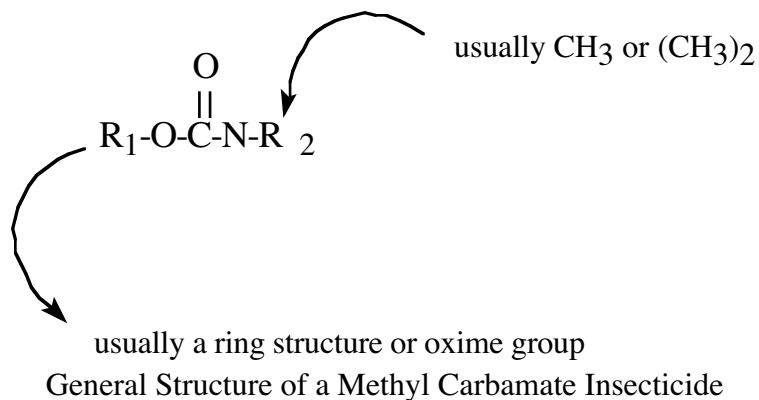 usually CH3 or (CH3)2
O
||
R1-O-C-N-R 2
usually a ring structure or oxime group
General Structure of a Methyl Carbamate Insecticide